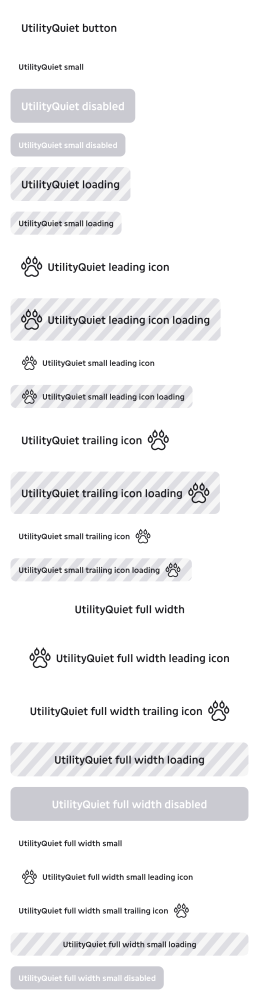 UtilityQuiet button
UtilityQuiet small
UtilityQuiet disabled
UtilityQuiet small disabled
UtilityQuiet loading
UtilityQuiet small loading
UtilityQuiet leading icon
UtilityQuiet leading icon loading
UtilityQuiet small leading icon
UtilityQuiet small leading icon loading
UtilityQuiet trailing icon
UtilityQuiet trailing icon loading
UtilityQuiet small trailing icon
UtilityQuiet small trailing icon loading
UtilityQuiet full width
UtilityQuiet full width leading icon
UtilityQuiet full width trailing icon
UtilityQuiet full width loading
UtilityQuiet full width disabled
UtilityQuiet full width small
UtilityQuiet full width small leading icon
UtilityQuiet full width small trailing icon
UtilityQuiet full width small loading
UtilityQuiet full width small disabled